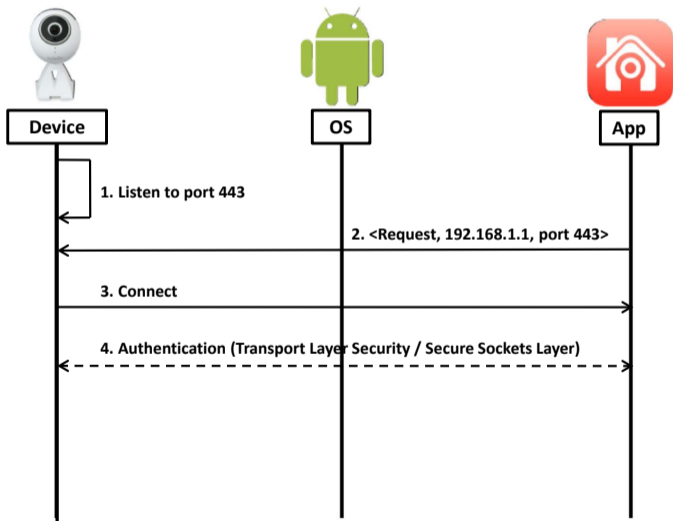 Device
OS
App
1. Listen to port 443
2. <Request, 192.168.1.1, port 443>
3. Connect
4. Authentication (Transport Layer Security / Secure Sockets Layer)